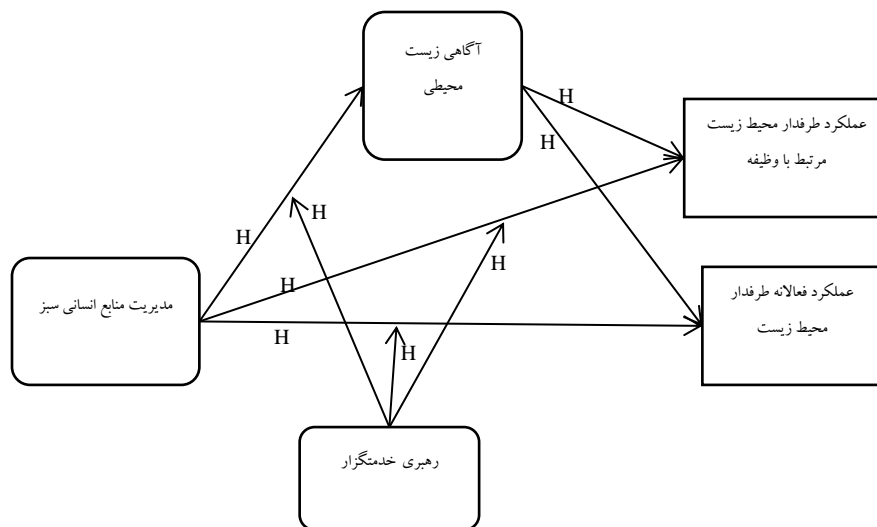 آگاهی زیست
محیطی
H
عملکرد طرفدار محیط زیست
مرتبط با وظیفه
H
H
H
مدیریت منابع انسانی سبز
H
H
عملکرد فعالانه طرفدار
محیط زیست
H
H
H
رهبری خدمتگزار